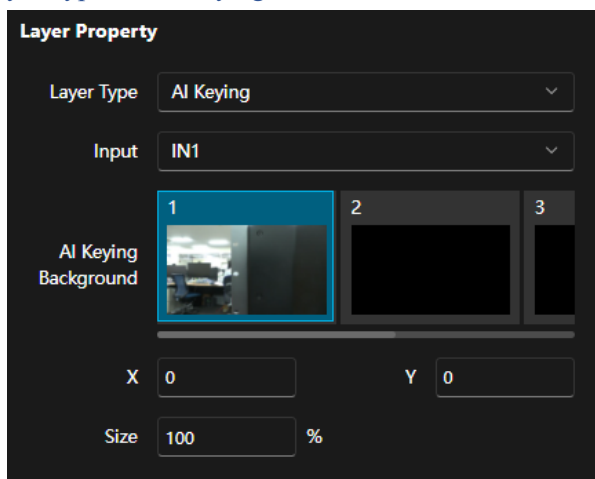 Layer Property
Layer Type
AI Keying
Input
IN1
1
2
3
AI Keying
Background
X
0
Y
0
Size
100
%